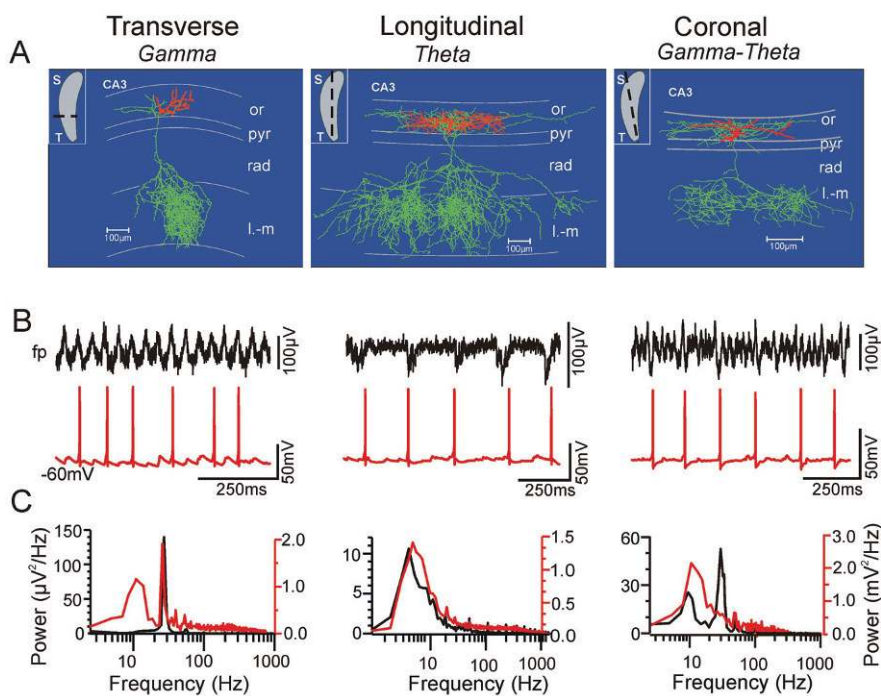 Transverse Longitudinal Coronal
Gamma Theta Gamma-Theta
A
S T CA3 or pyr rad l.-m 100µm
S T CA3 or pyr rad l.-m 100µm
S T CA3 or pyr rad l.-m 100µm
B
fp 100µV 100µV 100µV
-60mV 50mV 50mV 50mV
250ms 250ms 250ms
C
Power (µV²/Hz) 150 100 50 0 2.0 1.0 0.0
10 5 0 1.5 1.0 0.5 0.0
60 30 0 3.0 2.0 1.0 0.0 Power (mV²/Hz)
10 100 1000 10 100 1000 10 100 1000
Frequency (Hz) Frequency (Hz) Frequency (Hz)